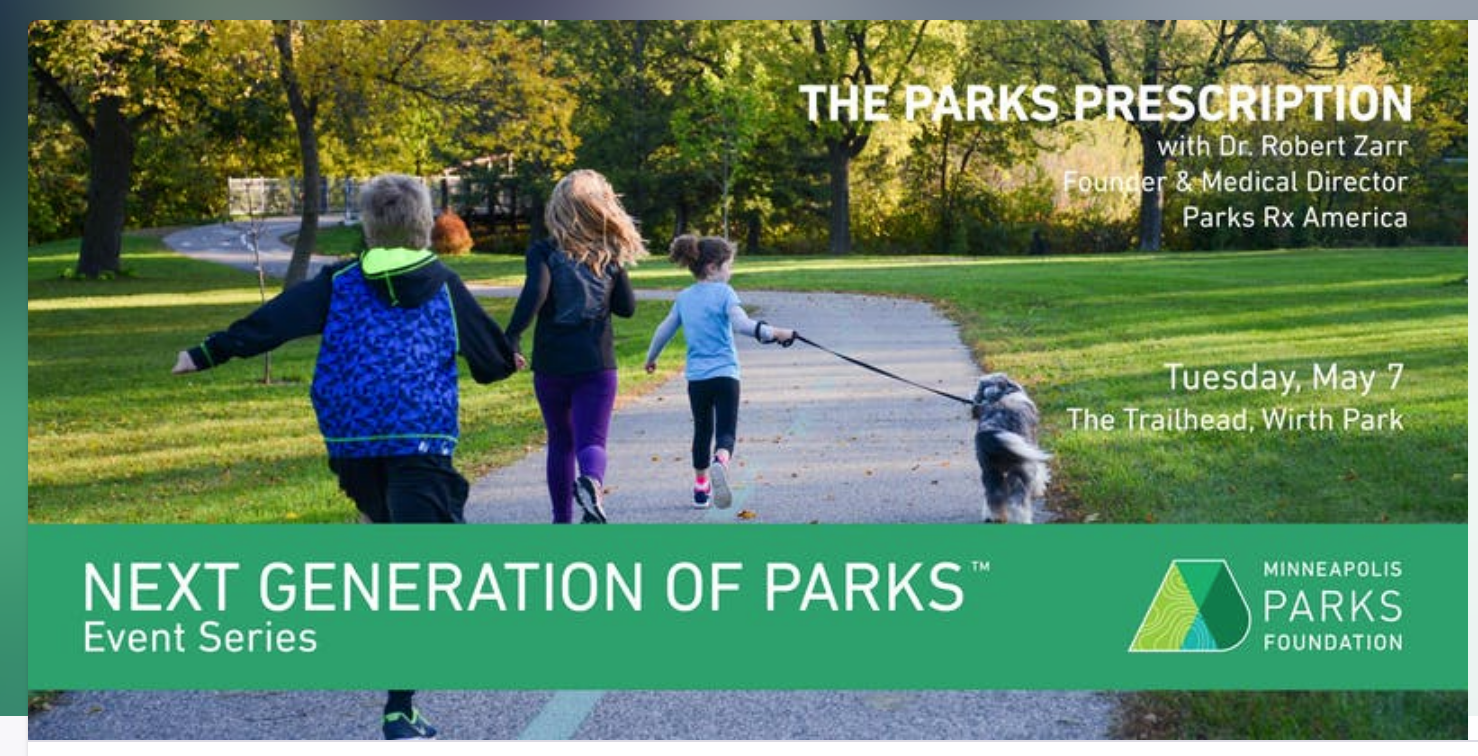 THE PARKS PRESCRIPTION
with Dr. Robert Zarr
Founder & Medical Director
Parks Rx America
Tuesday, May 7
The Trailhead, Wirth Park
NEXT GENERATION OF PARKS™
Event Series
MINNEAPOLIS
PARKS
FOUNDATION